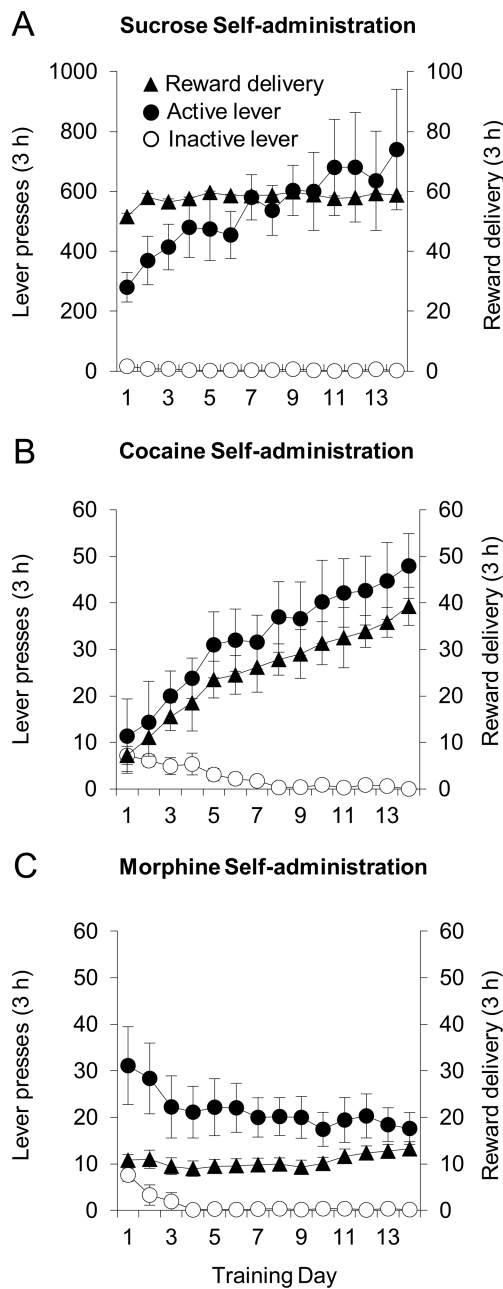 A
Sucrose Self-administration
Lever presses (3 h)
1000
800
600
400
200
0
Reward delivery
Active lever
Inactive lever
100
80
60
40
20
0
Reward delivery (3 h)
1 3 5 7 9 11 13
B
Cocaine Self-administration
Lever presses (3 h)
60
50
40
30
20
10
0
60
50
40
30
20
10
0
Reward delivery (3 h)
1 3 5 7 9 11 13
C
Morphine Self-administration
Lever presses (3 h)
60
50
40
30
20
10
0
60
50
40
30
20
10
0
Reward delivery (3 h)
1 3 5 7 9 11 13
Training Day